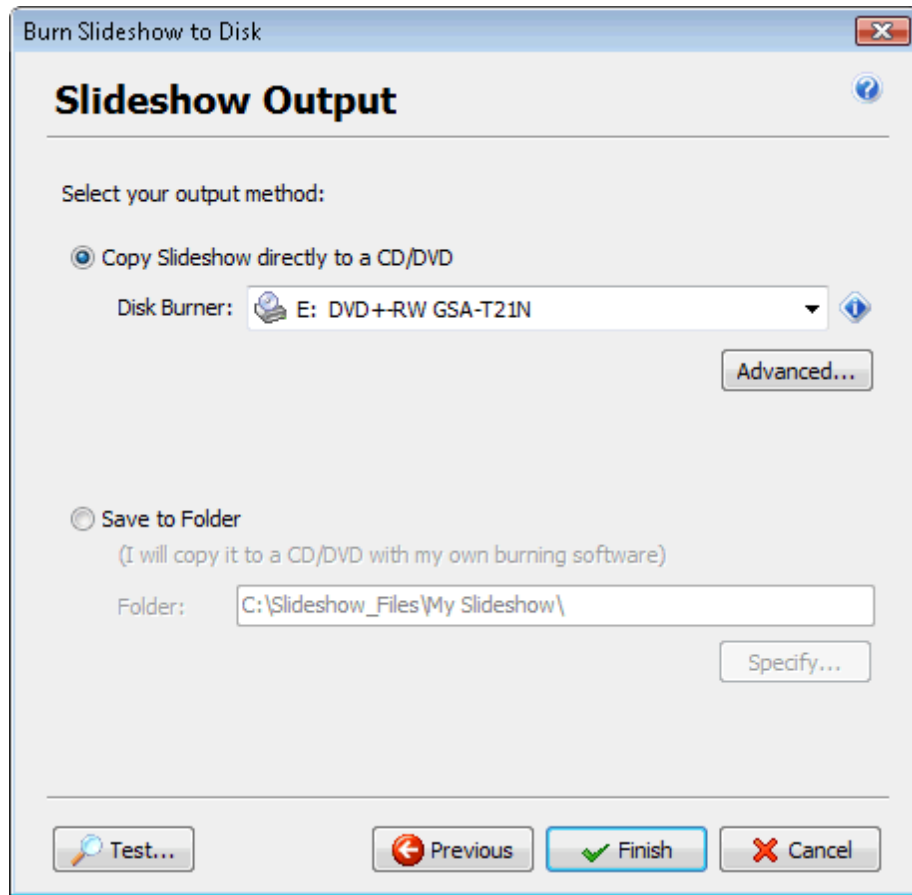 Burn Slideshow to Disk
Slideshow Output
Select your output method:
Copy Slideshow directly to a CD/DVD
Disk Burner: E: DVD+-RW GSA-T21N
Advanced...
Save to Folder
(I will copy it to a CD/DVD with my own burning software)
Folder: C:\Slideshow_Files\My Slideshow\
Specify...
Test... Previous Finish Cancel